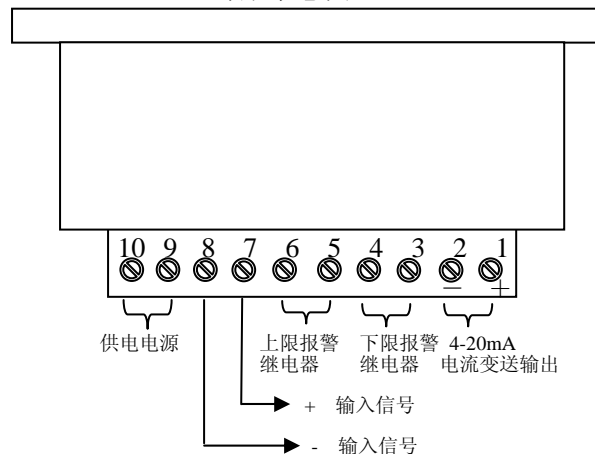 10 9 8 7 6 5 4 3 2 1
— +
供电电源
上限报警
继电器
下限报警
继电器
4-20mA
电流变送输出
+ 输入信号
- 输入信号